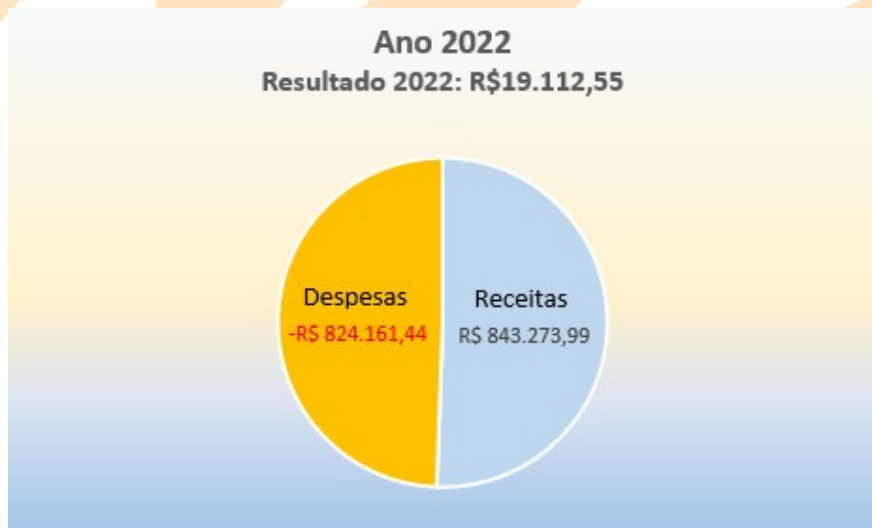 Ano 2022
Resultado 2022: R$19.112,55
Despesas
-R$ 824.161,44
Receitas
R$ 843.273,99